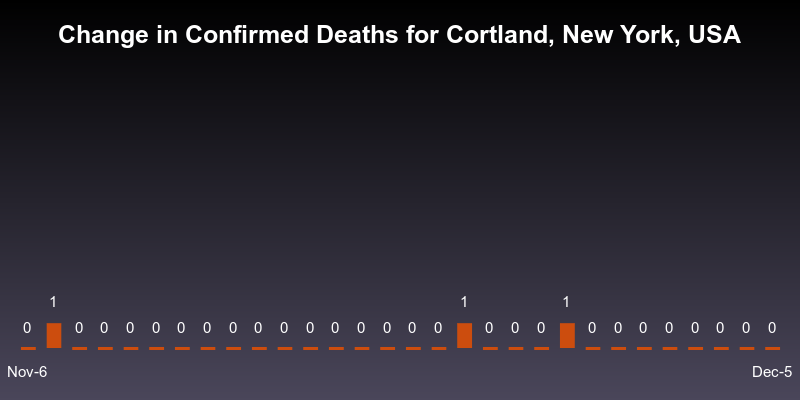 Change in Confirmed Deaths for Cortland, New York, USA
0 1 0 0 0 0 0 0 0 0 0 0 0 0 0 0 0 1 0 0 0 1 0 0 0 0 0 0 0 0
Nov-6 Dec-5